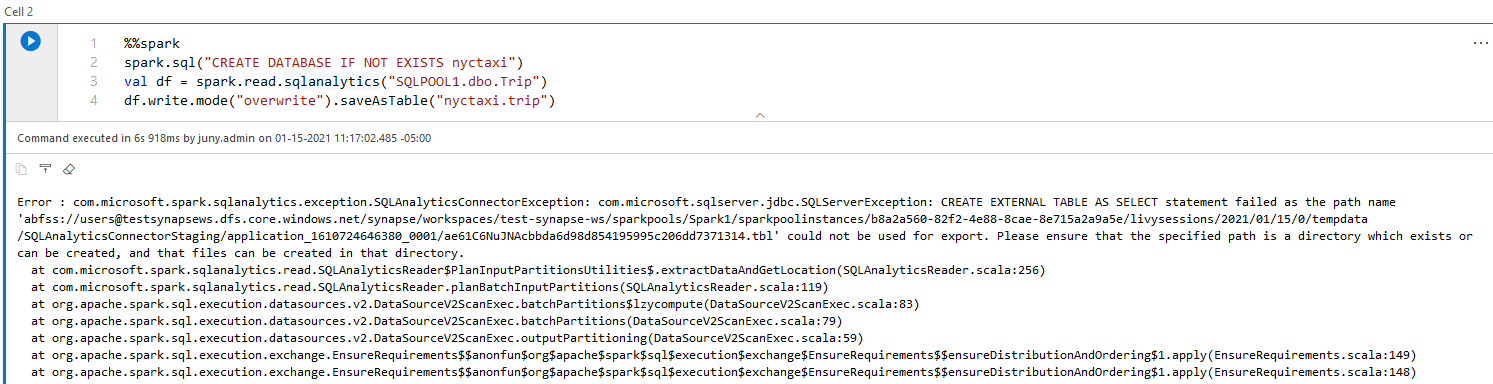 Cell 2
...
1 %%spark
2 spark.sql("CREATE DATABASE IF NOT EXISTS nyctaxi")
3 val df = spark.read.sqlanalytics("SQLPOOL1.dbo.Trip")
4 df.write.mode("overwrite").saveAsTable("nyctaxi.trip")
Command executed in 6s 918ms by juny.admin on 01-15-2021 11:17:02.485 -05:00
Error : com.microsoft.spark.sqlanalytics.exception.SQLAnalyticsConnectorException: com.microsoft.sqlserver.jdbc.SQLServerException: CREATE EXTERNAL TABLE AS SELECT statement failed as the path name
'abfss://users@testsynapsews.dfs.core.windows.net/synapse/workspaces/test-synapse-ws/sparkpools/Spark1/sparkpoolinstances/b8a2a560-82f2-4e88-8cae-8e715a2a9a5e/livysessions/2021/01/15/0/tempdata
/SQLAnalyticsConnectorStaging/application_1610724646380_0001/ae61C6NuJNAcbbda6d98d854195995c206dd7371314.tbl' could not be used for export. Please ensure that the specified path is a directory which exists or
can be created, and that files can be created in that directory.
at com.microsoft.spark.sqlanalytics.read.SQLAnalyticsReader$PlanInputPartitionsUtilities$.extractDataAndGetLocation(SQLAnalyticsReader.scala:256)
at com.microsoft.spark.sqlanalytics.read.SQLAnalyticsReader.planBatchInputPartitions(SQLAnalyticsReader.scala:119)
at org.apache.spark.sql.execution.datasources.v2.DataSourceV2ScanExec.batchPartitions$lzycompute(DataSourceV2ScanExec.scala:83)
at org.apache.spark.sql.execution.datasources.v2.DataSourceV2ScanExec.batchPartitions(DataSourceV2ScanExec.scala:79)
at org.apache.spark.sql.execution.datasources.v2.DataSourceV2ScanExec.outputPartitioning(DataSourceV2ScanExec.scala:59)
at org.apache.spark.sql.execution.exchange.EnsureRequirements$$anonfun$org$apache$spark$sql$execution$exchange$EnsureRequirements$$ensureDistributionAndOrdering$1.apply(EnsureRequirements.scala:149)
at org.apache.spark.sql.execution.exchange.EnsureRequirements$$anonfun$org$apache$spark$sql$execution$exchange$EnsureRequirements$$ensureDistributionAndOrdering$1.apply(EnsureRequirements.scala:148)